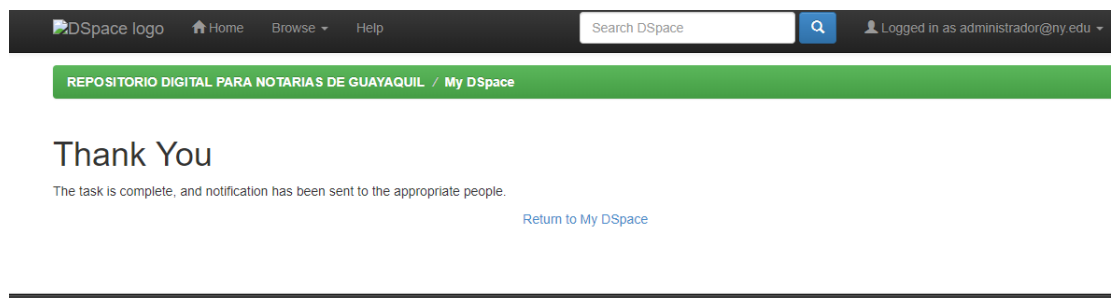 DSpace logo Home Browse Help Search DSpace Logged in as administrador@ny.edu
REPOSITORIO DIGITAL PARA NOTARIAS DE GUAYAQUIL / My DSpace
Thank You
The task is complete, and notification has been sent to the appropriate people.
Return to My DSpace